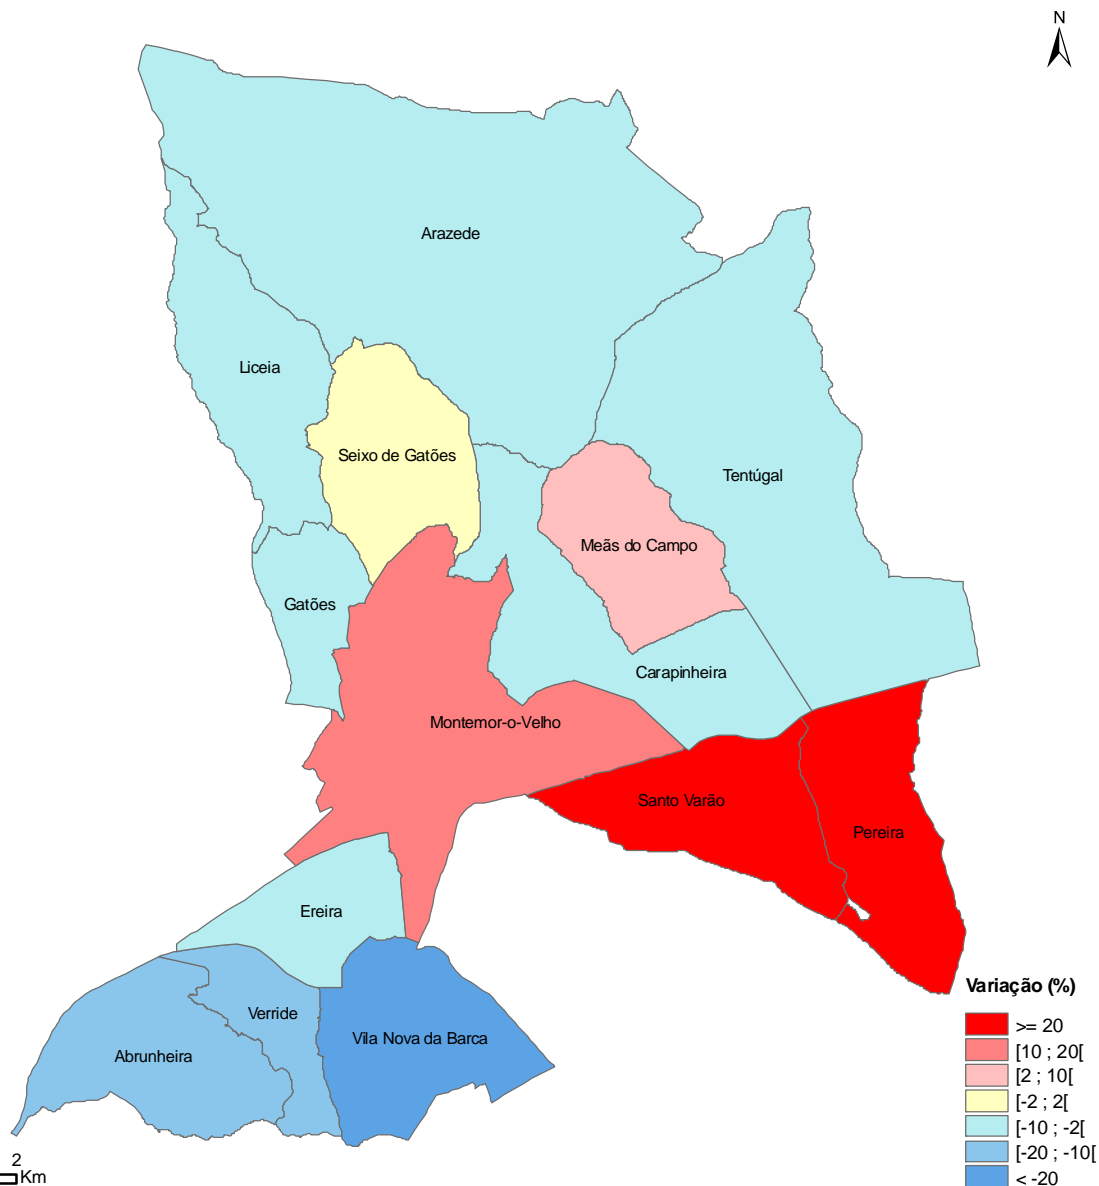 N
Arazede
Liceia
Seixo de Gatões
Tentúgal
Meãs do Campo
Gatões
Carapinheira
Montemor-o-Velho
Santo Varão
Pereira
Ereira
Verride
Vila Nova da Barca
Abrunheira
Variação (%)
>= 20
[10 ; 20[
[2 ; 10[
[-2 ; 2[
[-10 ; -2[
[-20 ; -10[
< -20
2
Km